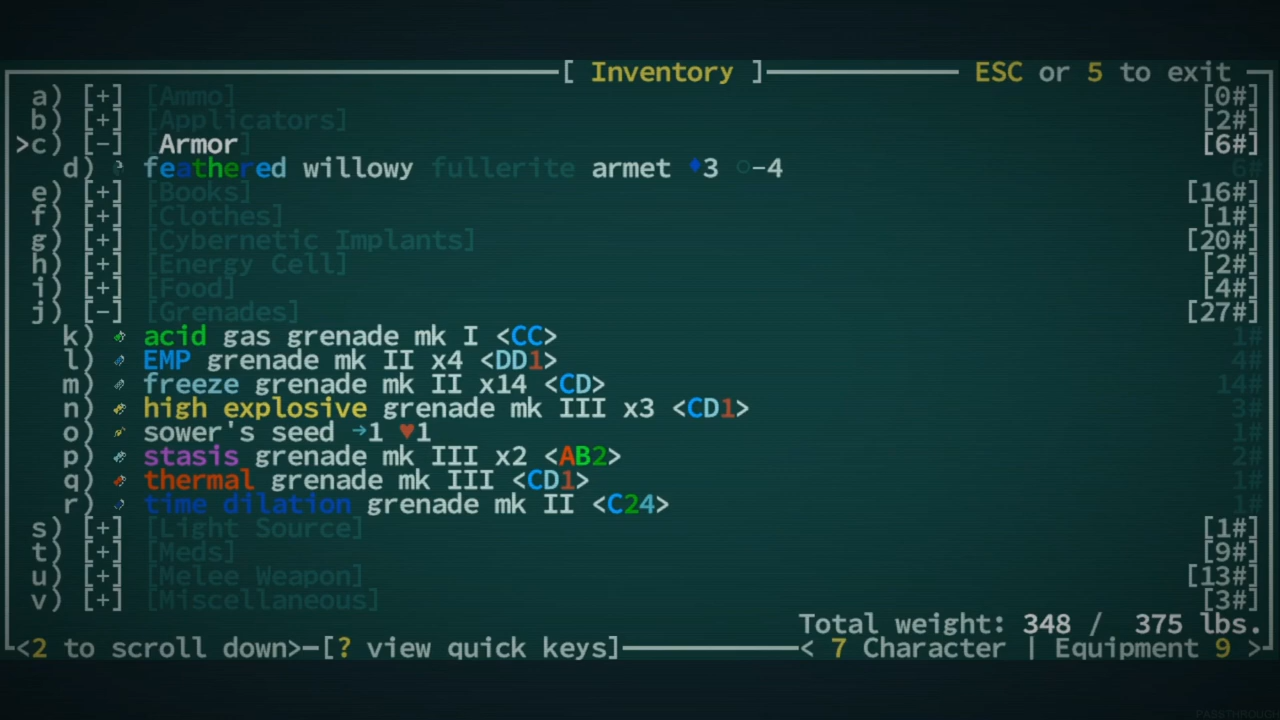 [ Inventory ] ESC or 5 to exit
a) [+] [Ammo] [0#]
b) [+] [Applicators] [2#]
>c) [-] [Armor] [6#]
d) feathered willowy fullerite armet ♦3 ○-4 6#
e) [+] [Books] [16#]
f) [+] [Clothes] [1#]
g) [+] [Cybernetic Implants] [20#]
h) [+] [Energy Cell] [2#]
i) [+] [Food] [4#]
j) [-] [Grenades] [27#]
k) acid gas grenade mk I <CC> 1#
l) EMP grenade mk II x4 <DD1> 4#
m) freeze grenade mk II x14 <CD> 14#
n) high explosive grenade mk III x3 <CD1> 3#
o) sower's seed →1 ♥1 1#
p) stasis grenade mk III x2 <AB2> 2#
q) thermal grenade mk III <CD1> 1#
r) time dilation grenade mk II <C24> 1#
s) [+] [Light Source] [1#]
t) [+] [Meds] [9#]
u) [+] [Melee Weapon] [13#]
v) [+] [Miscellaneous] [3#]
Total weight: 348 / 375 lbs.
<2 to scroll down> [? view quick keys] < 7 Character | Equipment 9 >